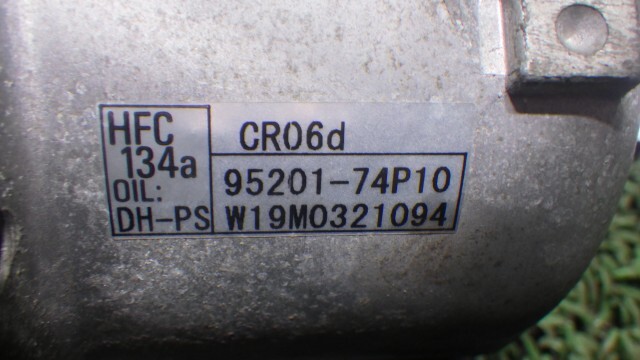 HFC
134a
OIL:
DH-PS
CR06d
95201-74P10
W19M0321094